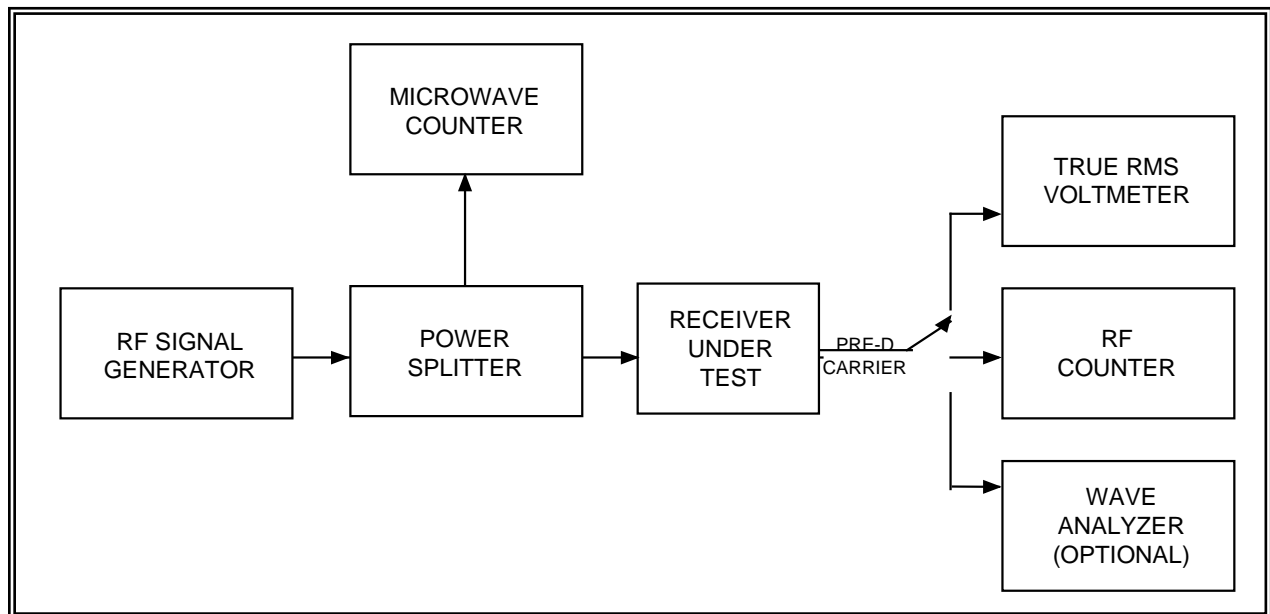 MICROWAVE
COUNTER
TRUE RMS
VOLTMETER
RF SIGNAL
GENERATOR
POWER
SPLITTER
RECEIVER
UNDER
TEST
PRE-D
CARRIER
RF
COUNTER
WAVE
ANALYZER
(OPTIONAL)